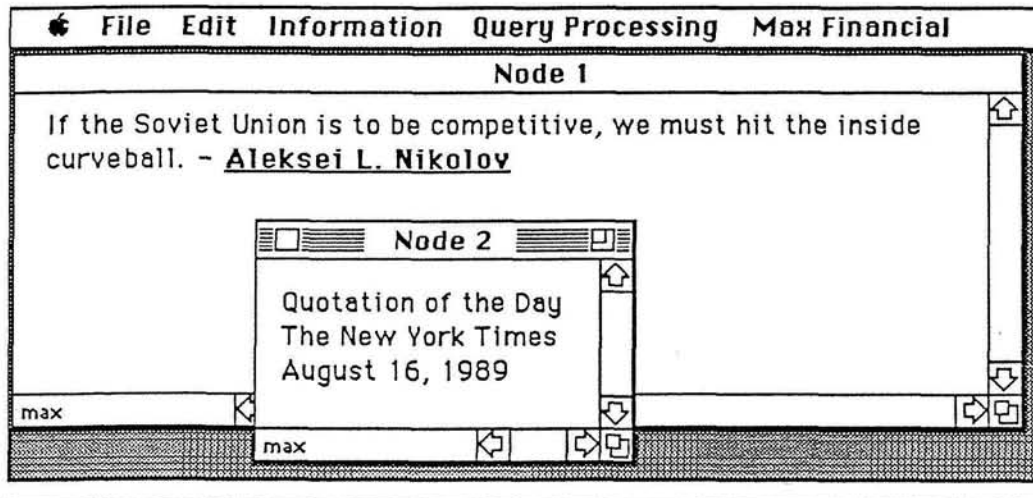 File Edit Information Query Processing Max Financial
Node 1
If the Soviet Union is to be competitive, we must hit the inside
curveball. - Aleksei L. Nikolov
Node 2
Quotation of the Day
The New York Times
August 16, 1989
max
max